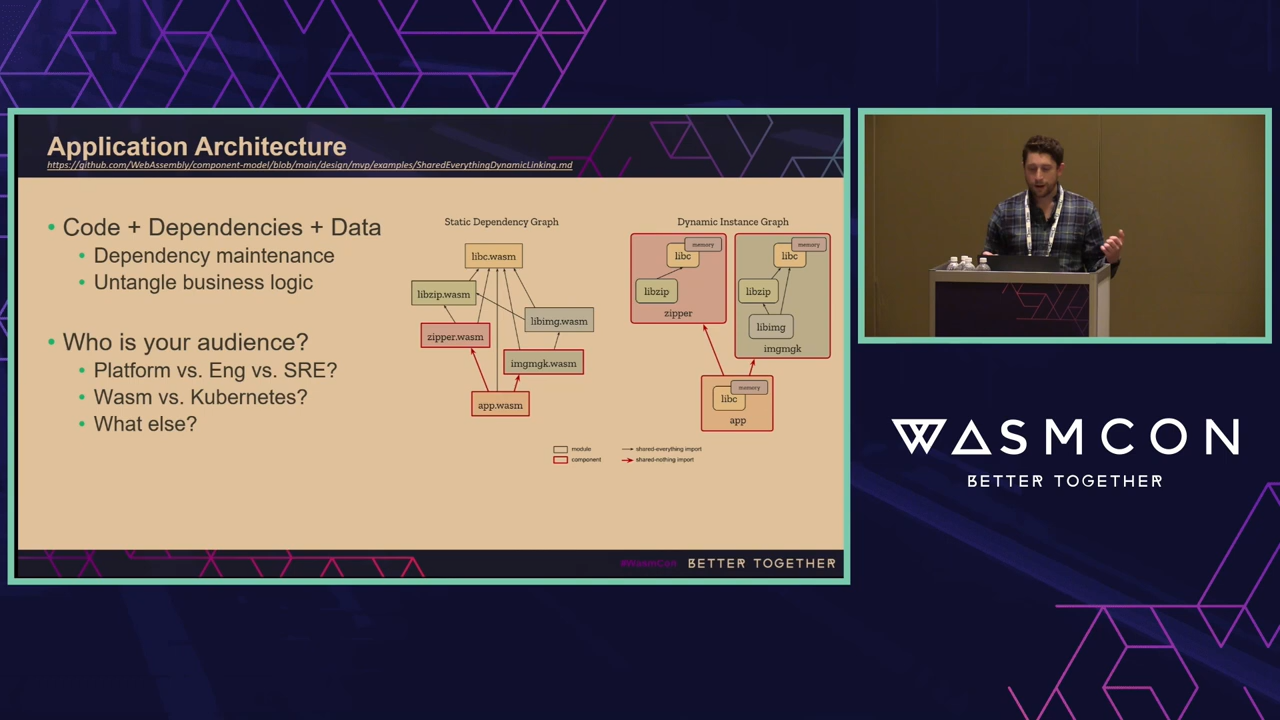 Application Architecture
https://github.com/WebAssembly/component-model/blob/main/design/mvp/examples/SharedEverythingDynamicLinking.md
• Code + Dependencies + Data
• Dependency maintenance
• Untangle business logic
• Who is your audience?
• Platform vs. Eng vs. SRE?
• Wasm vs. Kubernetes?
• What else?
Static Dependency Graph
libc.wasm
libzip.wasm
libimg.wasm
zipper.wasm
imgmgk.wasm
app.wasm
Dynamic Instance Graph
memory
libc
libzip
zipper
memory
libc
libzip
libimg
imgmgk
memory
libc
app
module
shared-everything import
component
shared-nothing import
#WasmCon
BETTER TOGETHER
WASMCON
BETTER TOGETHER